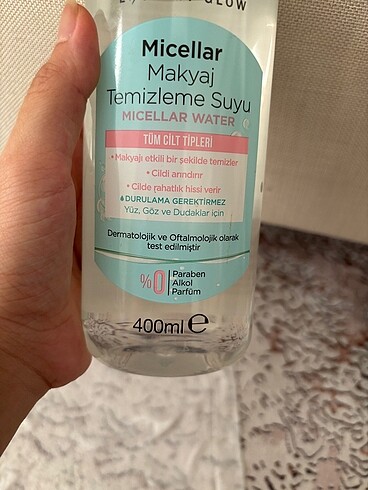 GLOW
Micellar
Makyaj
Temizleme Suyu
MICELLAR WATER
TÜM CİLT TİPLERİ
• Makyajı etkili bir şekilde temizler
• Cildi arındırır
• Cilde rahatlık hissi verir
DURULAMA GEREKTİRMEZ
Yüz, Göz ve Dudaklar için
Dermatolojik ve Oftalmolojik olarak
test edilmiştir
%0 Paraben
Alkol
Parfüm
400ml e